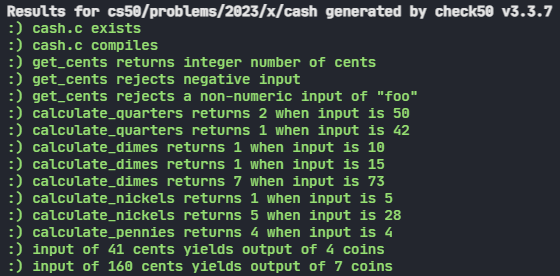 Results for cs50/problems/2023/x/cash generated by check50 v3.3.7
:) cash.c exists
:) cash.c compiles
:) get_cents returns integer number of cents
:) get_cents rejects negative input
:) get_cents rejects a non-numeric input of "foo"
:) calculate_quarters returns 2 when input is 50
:) calculate_quarters returns 1 when input is 42
:) calculate_dimes returns 1 when input is 10
:) calculate_dimes returns 1 when input is 15
:) calculate_dimes returns 7 when input is 73
:) calculate_nickels returns 1 when input is 5
:) calculate_nickels returns 5 when input is 28
:) calculate_pennies returns 4 when input is 4
:) input of 41 cents yields output of 4 coins
:) input of 160 cents yields output of 7 coins